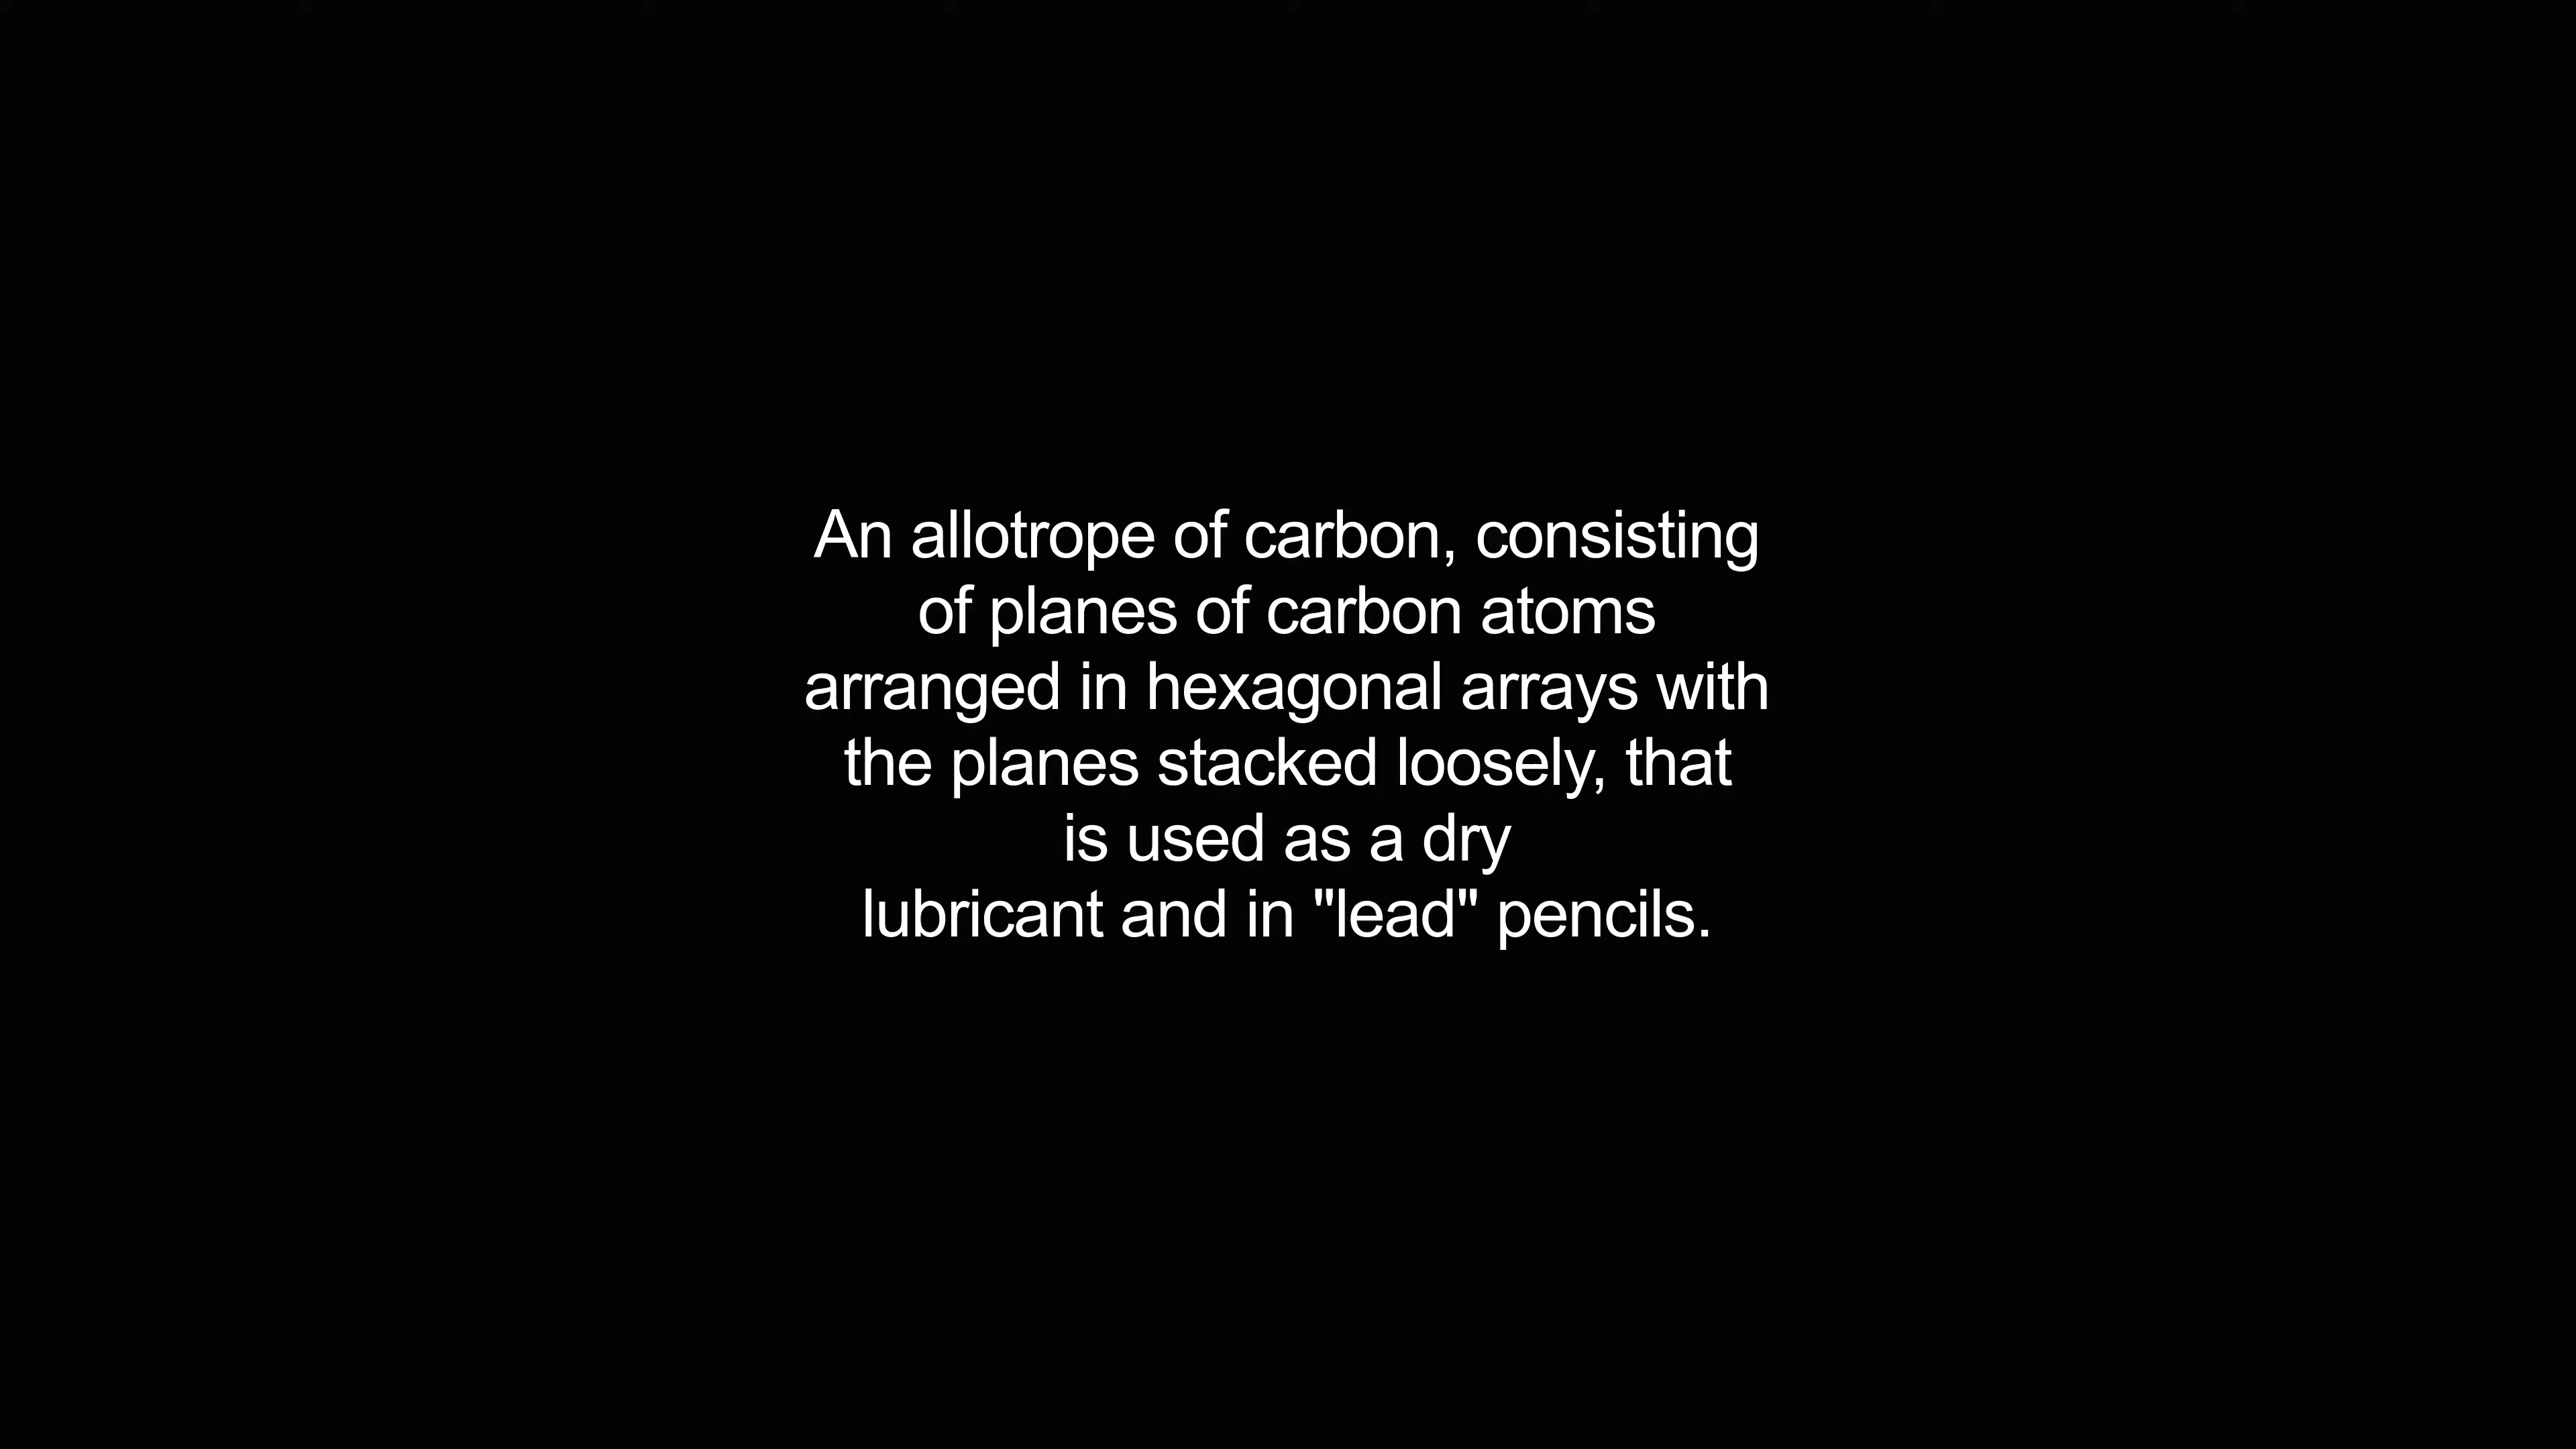 An allotrope of carbon, consisting
of planes of carbon atoms
arranged in hexagonal arrays with
the planes stacked loosely, that
is used as a dry
lubricant and in "lead" pencils.